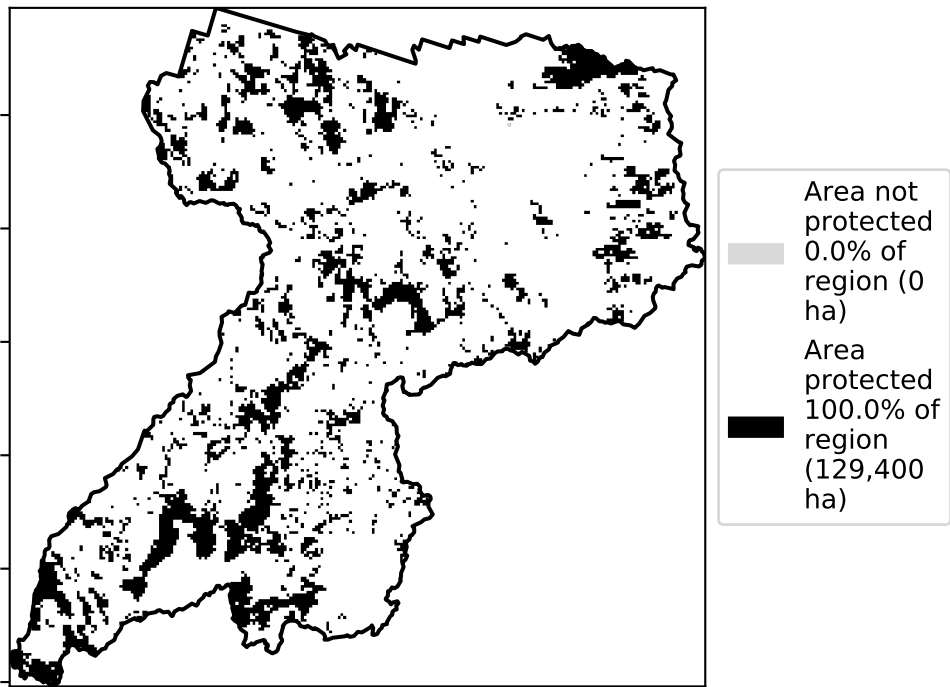 Area not
protected
0.0% of
region (0
ha)
Area
protected
100.0% of
region
(129,400
ha)